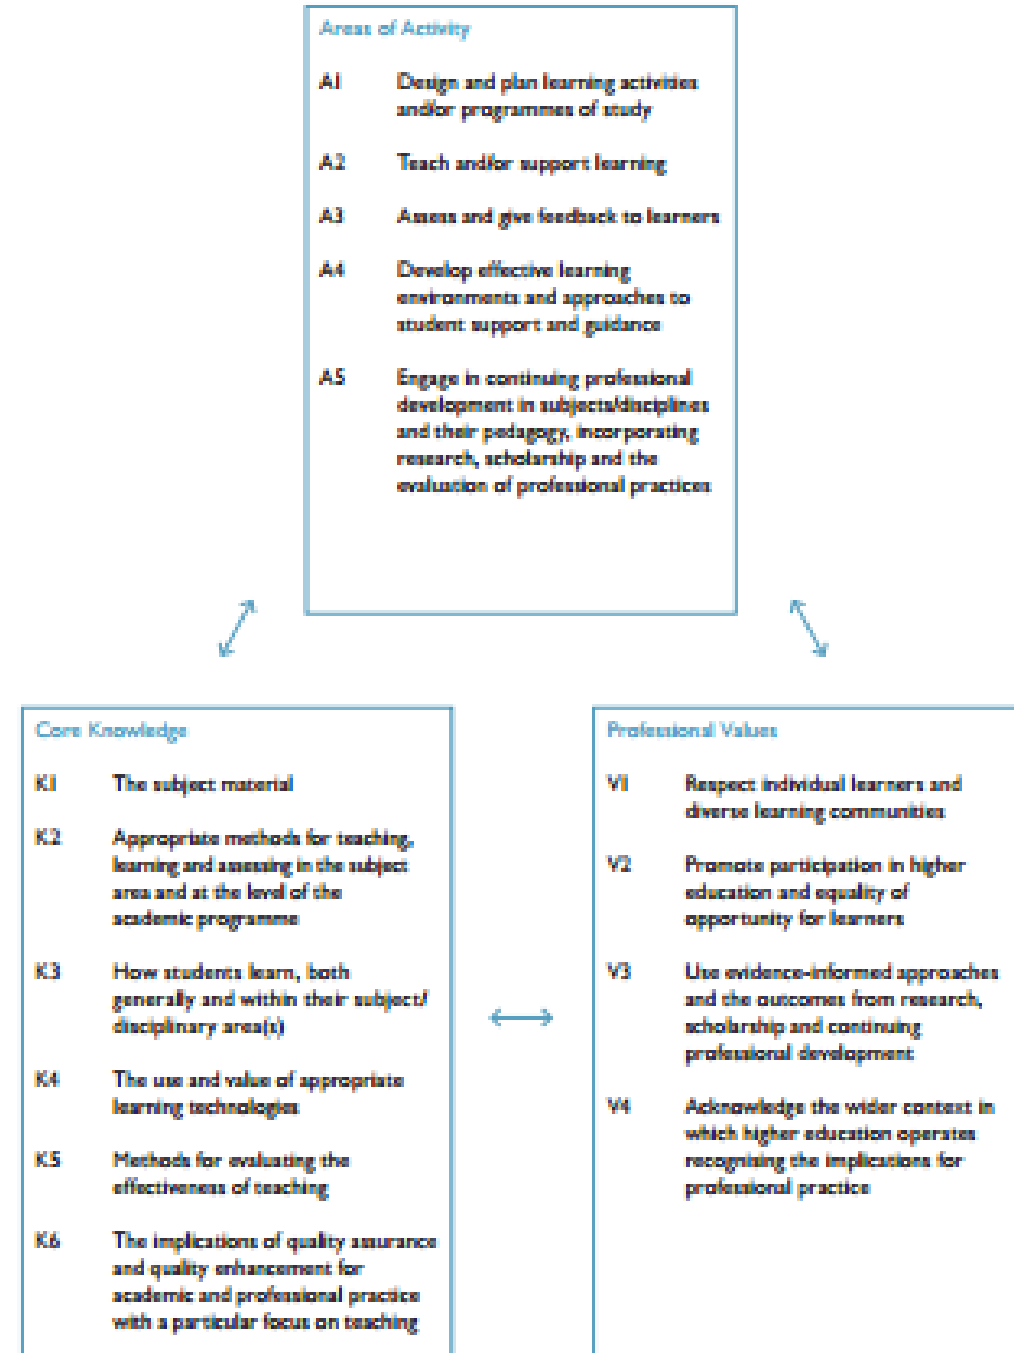 Areas of Activity
A1 Design and plan learning activities
and/or programmes of study
A2 Teach and/or support learning
A3 Assess and give feedback to learners
A4 Develop effective learning
environments and approaches to
student support and guidance
A5 Engage in continuing professional
development in subjects/disciplines
and their pedagogy, incorporating
research, scholarship and the
evaluation of professional practices
Core Knowledge
K1 The subject material
K2 Appropriate methods for teaching,
learning and assessing in the subject
area and at the level of the
academic programme
K3 How students learn, both
generally and within their subject/
disciplinary area(s)
K4 The use and value of appropriate
learning technologies
K5 Methods for evaluating the
effectiveness of teaching
K6 The implications of quality assurance
and quality enhancement for
academic and professional practice
with a particular focus on teaching
Professional Values
V1 Respect individual learners and
diverse learning communities
V2 Promote participation in higher
education and equality of
opportunity for learners
V3 Use evidence-informed approaches
and the outcomes from research,
scholarship and continuing
professional development
V4 Acknowledge the wider context in
which higher education operates
recognising the implications for
professional practice